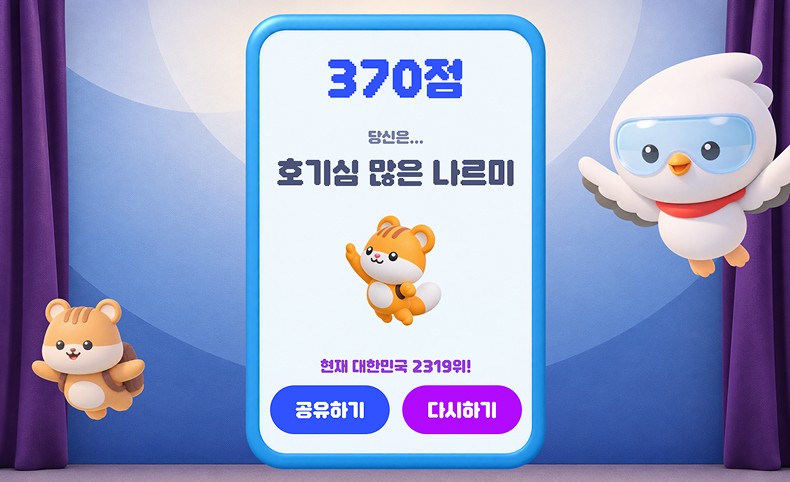 370점
당신은...
호기심 많은 나르미
현재 대한민국 2319위!
공유하기
다시하기